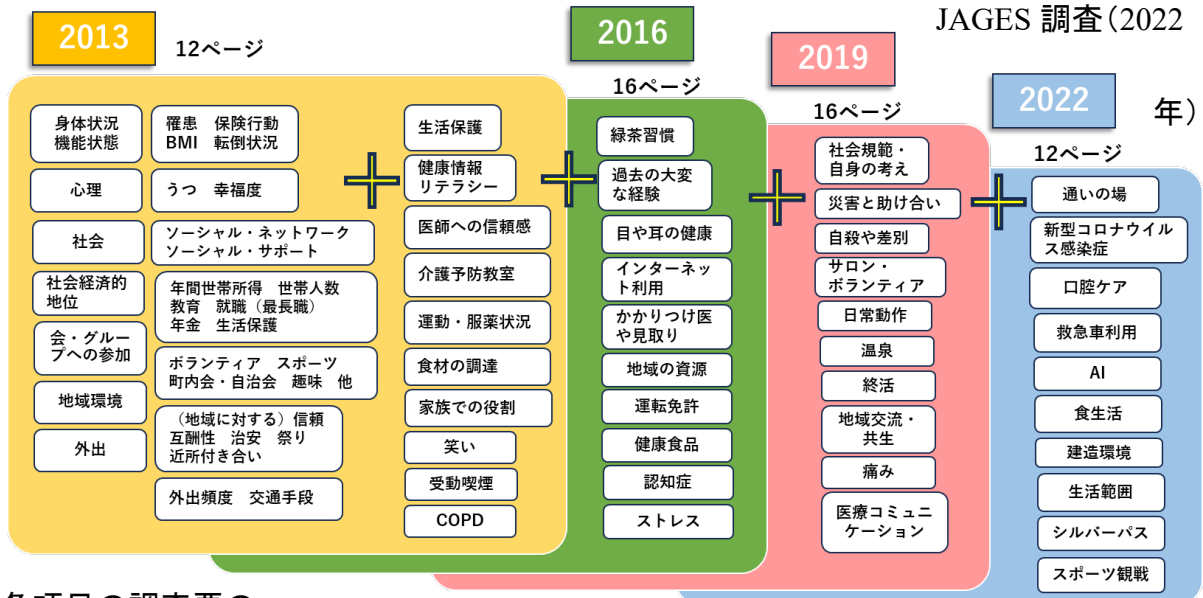 JAGES 調査(2022
年)
2013
12ページ
身体状況
機能状態
罹患 保険行動
BMI 転倒状況
心理
うつ 幸福度
社会
ソーシャル・ネットワーク
ソーシャル・サポート
社会経済的
地位
年間世帯所得 世帯人数
教育 就職(最長職)
年金 生活保護
会・グルー
プへの参加
ボランティア スポーツ
町内会・自治会 趣味 他
地域環境
(地域に対する)信頼
互酬性 治安 祭り
近所付き合い
外出
外出頻度 交通手段
生活保護
健康情報
リテラシー
医師への信頼感
介護予防教室
運動・服薬状況
食材の調達
家族での役割
笑い
受動喫煙
COPD
2016
16ページ
緑茶習慣
過去の大変
な経験
目や耳の健康
インターネッ
ト利用
かかりつけ医
や見取り
地域の資源
運転免許
健康食品
認知症
ストレス
2019
16ページ
社会規範・
自身の考え
災害と助け合い
自殺や差別
サロン・
ボランティア
日常動作
温泉
終活
地域交流・
共生
痛み
医療コミュニ
ケーション
2022
12ページ
通いの場
新型コロナウイル
ス感染症
口腔ケア
救急車利用
AI
食生活
建造環境
生活範囲
シルバーパス
スポーツ観戦